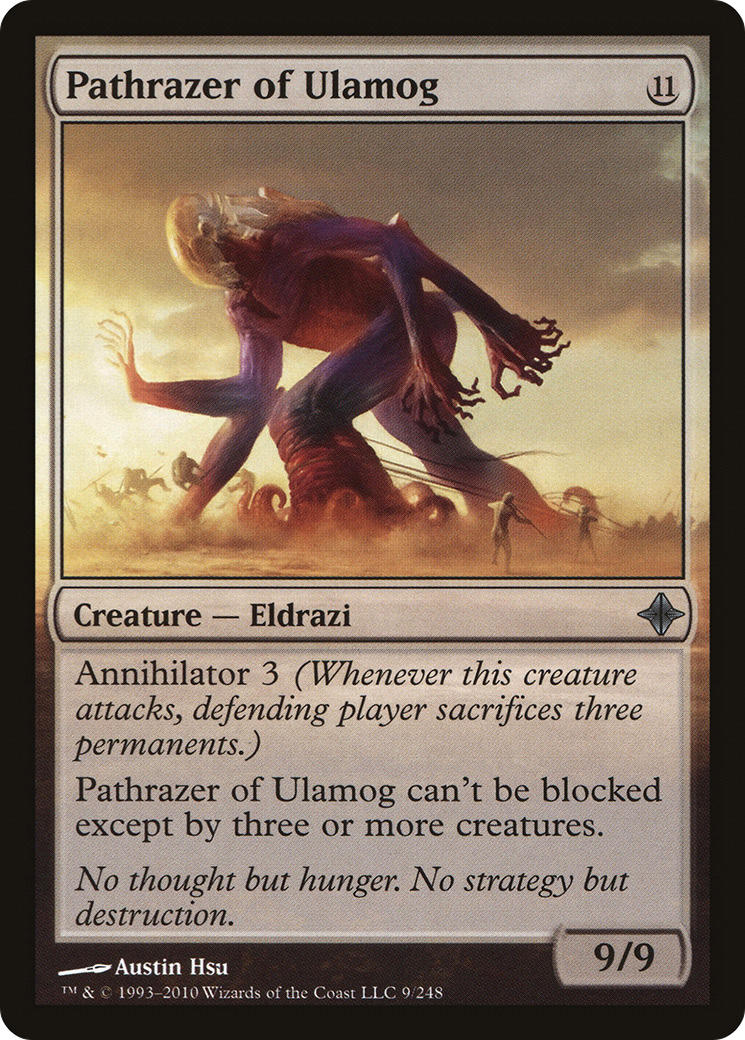 Pathrazer of Ulamog
11
Creature — Eldrazi
Annihilator 3 (Whenever this creature
attacks, defending player sacrifices three
permanents.)
Pathrazer of Ulamog can't be blocked
except by three or more creatures.
No thought but hunger. No strategy but
destruction.
9/9
Austin Hsu
™ & © 1993–2010 Wizards of the Coast LLC 9/248